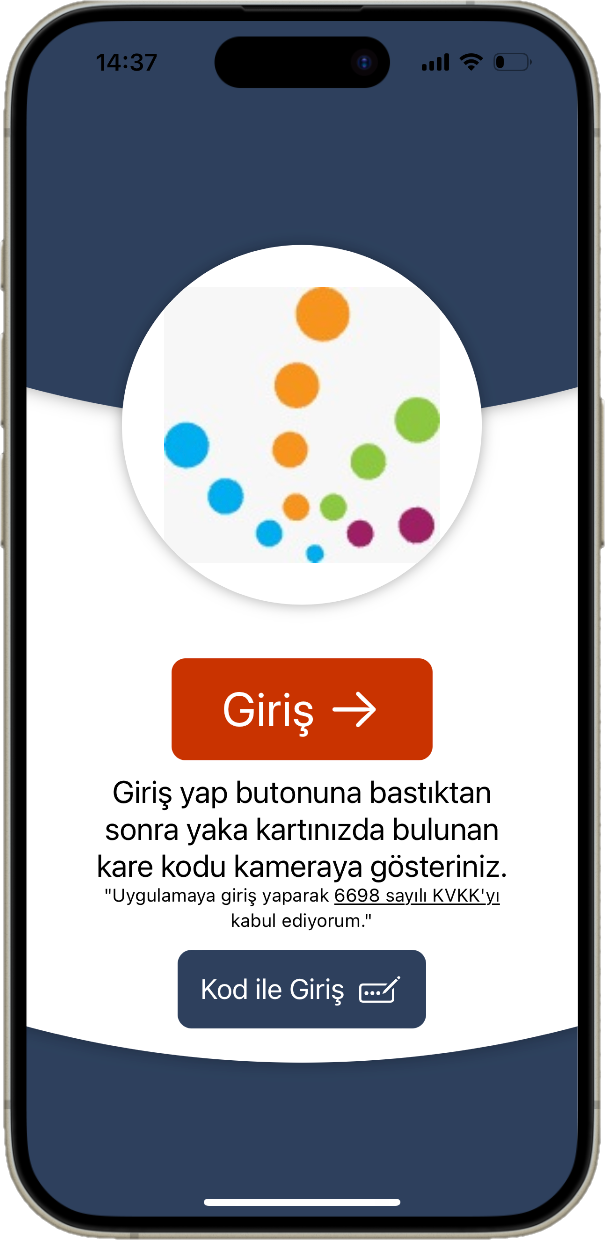 14:37
Giriş
Giriş yap butonuna bastıktan
sonra yaka kartınızda bulunan
kare kodu kameraya gösteriniz.
"Uygulamaya giriş yaparak 6698 sayılı KVKK'yı
kabul ediyorum."
Kod ile Giriş